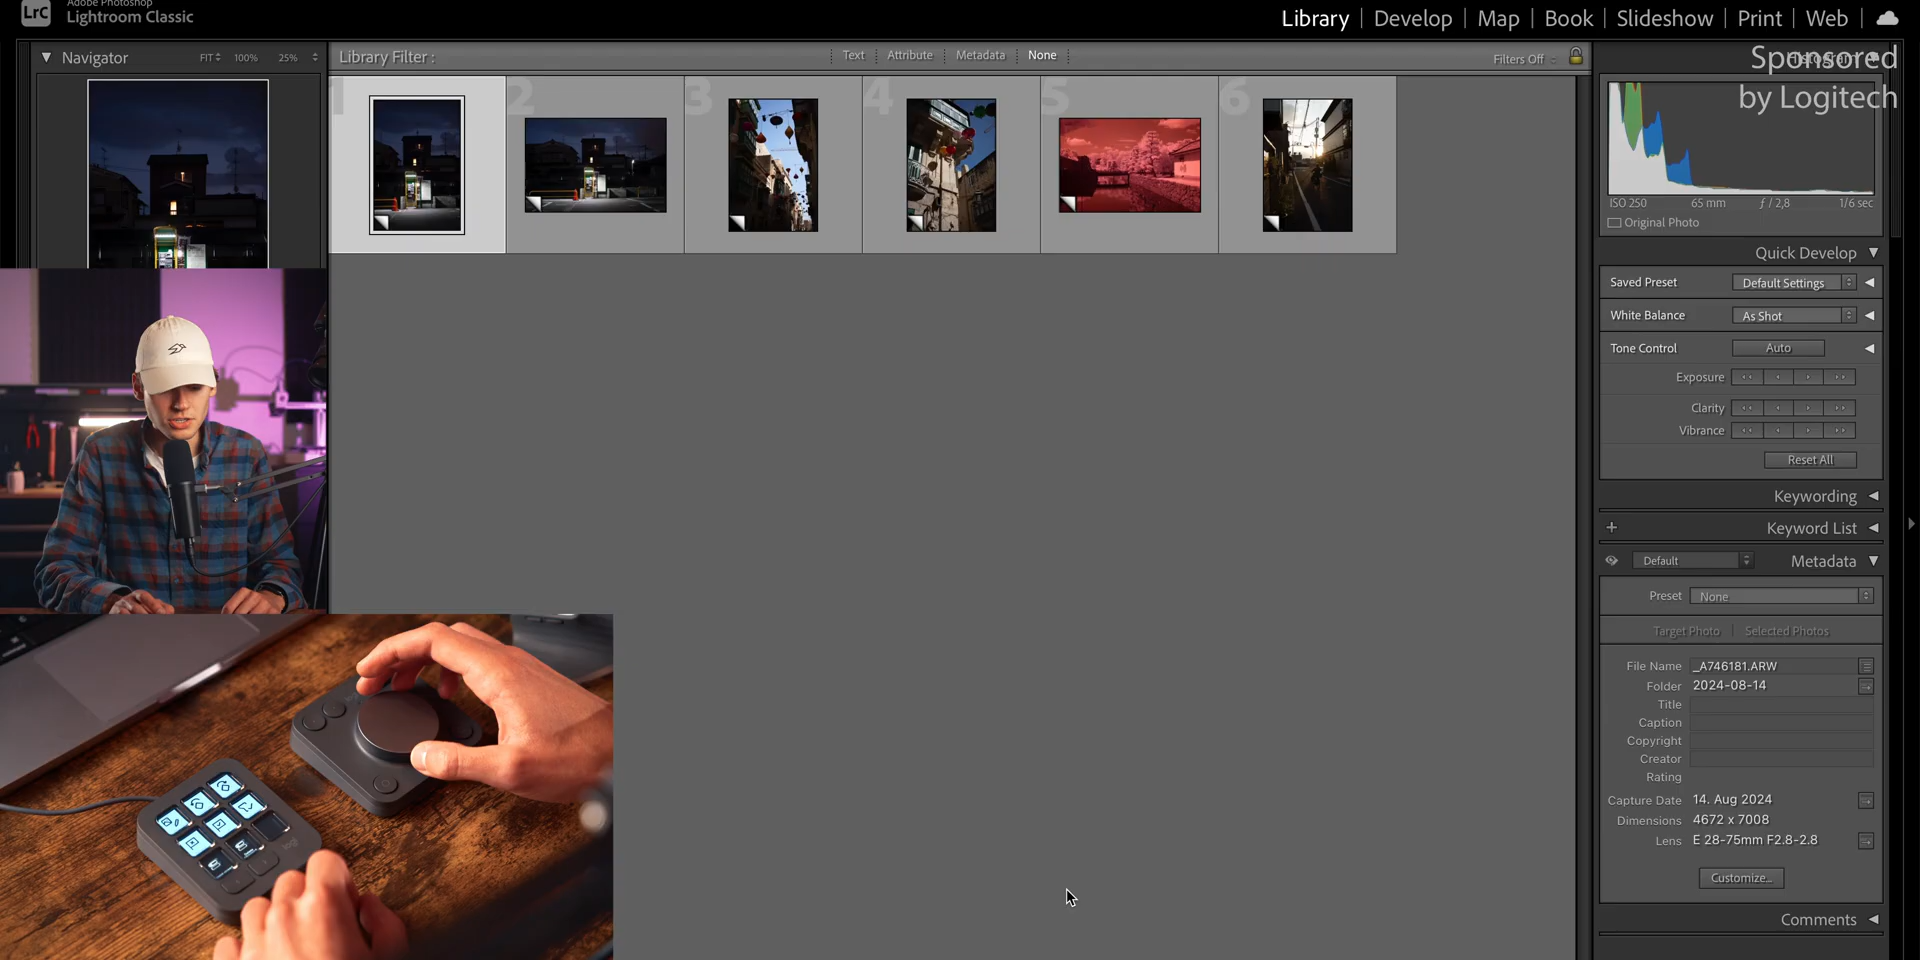 LrC
Adobe Photoshop
Lightroom Classic
Library | Develop | Map | Book | Slideshow | Print | Web
Navigator
FIT
100%
25%
Library Filter :
Text
Attribute
Metadata
None
Filters Off
Sponsored
by Logitech
1
2
3
4
5
6
ISO 250
65 mm
ƒ / 2,8
1/6 sec
Original Photo
Quick Develop
Saved Preset
Default Settings
White Balance
As Shot
Tone Control
Auto
Exposure
Clarity
Vibrance
Reset All
Keywording
+
Keyword List
Default
Metadata
Preset
None
Target Photo
Selected Photos
File Name
_A746181.ARW
Folder
2024-08-14
Title
Caption
Copyright
Creator
Rating
Capture Date
14. Aug 2024
Dimensions
4672 x 7008
Lens
E 28-75mm F2.8-2.8
Customize...
Comments